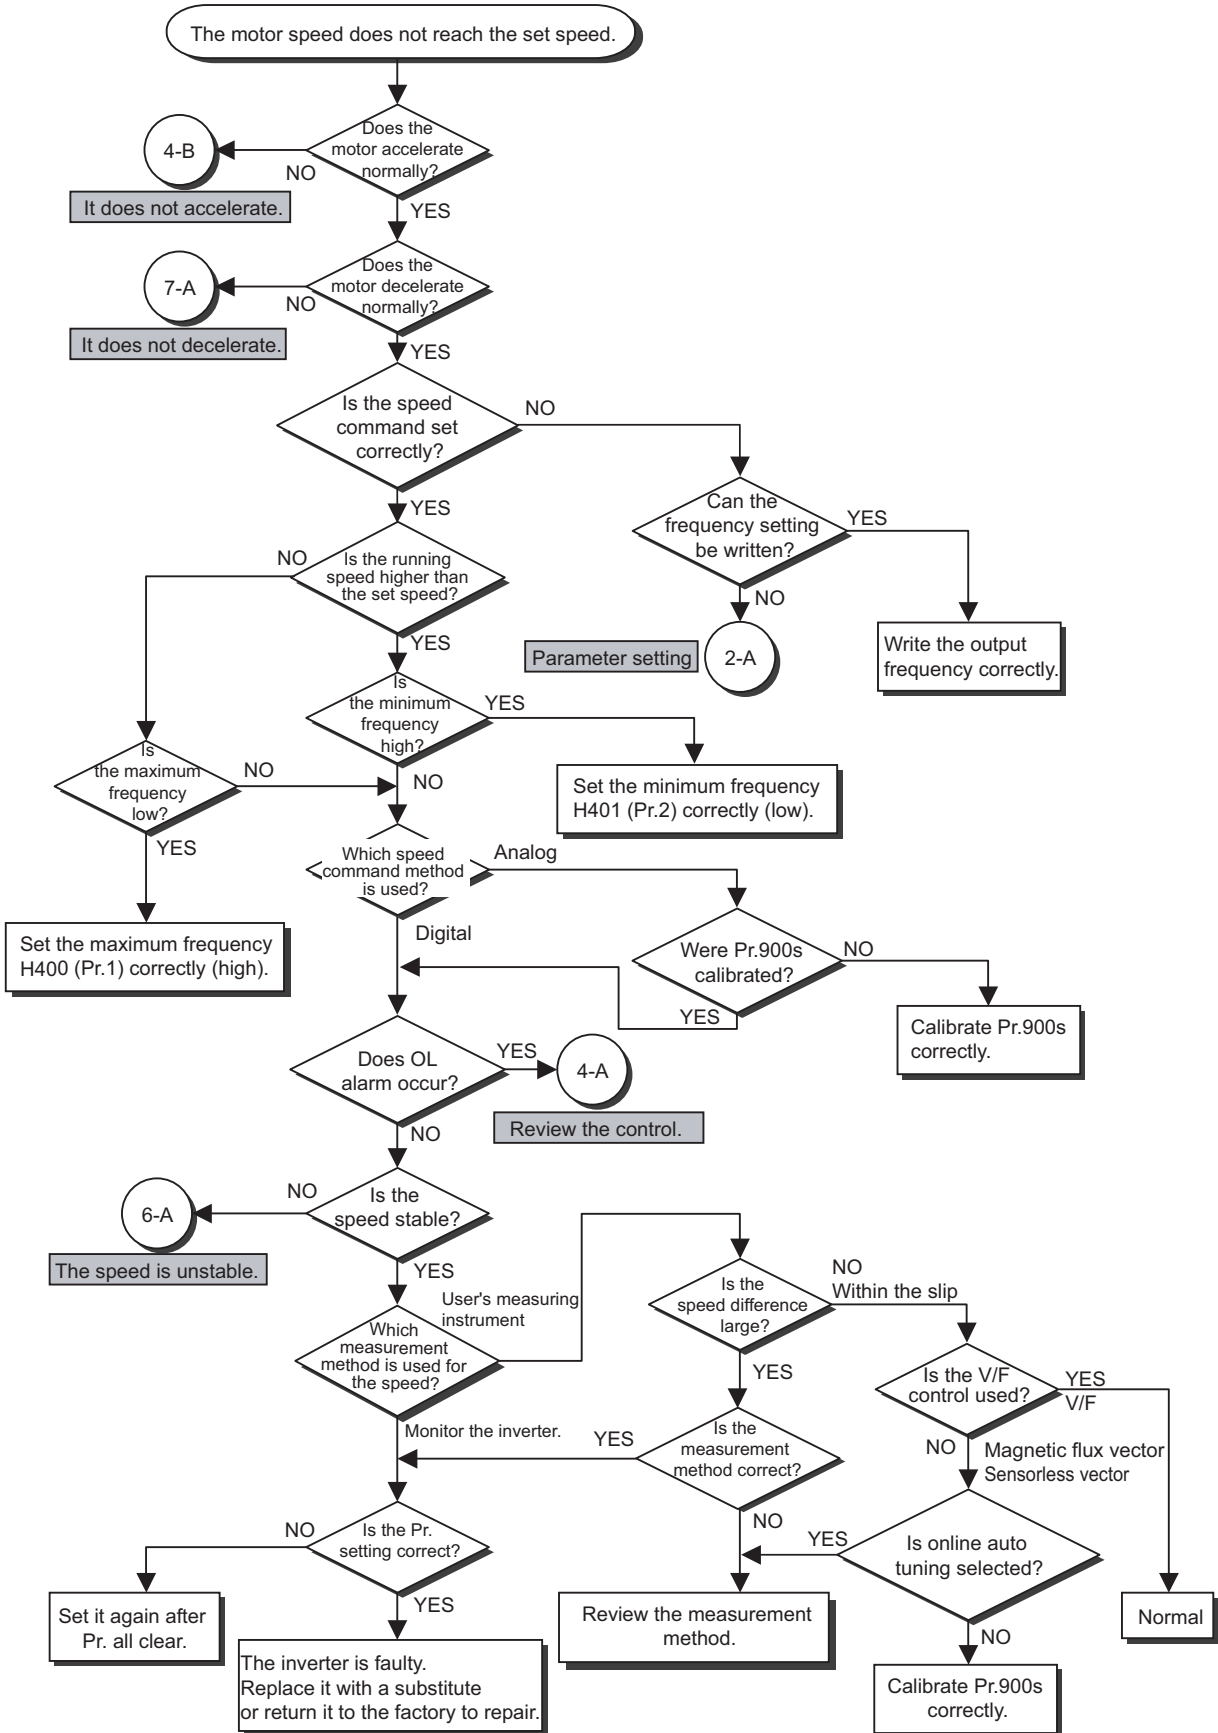 The motor speed does not reach the set speed.
Does the
motor accelerate
normally?
NO
4-B
It does not accelerate.
YES
Does the
motor decelerate
normally?
NO
7-A
It does not decelerate.
YES
Is the speed
command set
correctly?
NO
YES
Can the
frequency setting
be written?
YES
NO
Parameter setting
2-A
Write the output
frequency correctly.
Is the running
speed higher than
the set speed?
NO
YES
Is
the minimum
frequency
high?
YES
NO
Set the minimum frequency
H401 (Pr.2) correctly (low).
Is
the maximum
frequency
low?
NO
YES
Set the maximum frequency
H400 (Pr.1) correctly (high).
Which speed
command method
is used?
Analog
Digital
Were Pr.900s
calibrated?
NO
YES
Calibrate Pr.900s
correctly.
Does OL
alarm occur?
YES
4-A
Review the control.
NO
Is the
speed stable?
NO
6-A
The speed is unstable.
YES
Which
measurement
method is used for
the speed?
User's measuring
instrument
Monitor the inverter.
Is the
speed difference
large?
NO
Within the slip
YES
Is the V/F
control used?
YES
V/F
NO
Magnetic flux vector
Sensorless vector
Is the
measurement
method correct?
YES
NO
Is online auto
tuning selected?
YES
NO
Is the Pr.
setting correct?
NO
YES
Set it again after
Pr. all clear.
The inverter is faulty.
Replace it with a substitute
or return it to the factory to repair.
Review the measurement
method.
Calibrate Pr.900s
correctly.
Normal